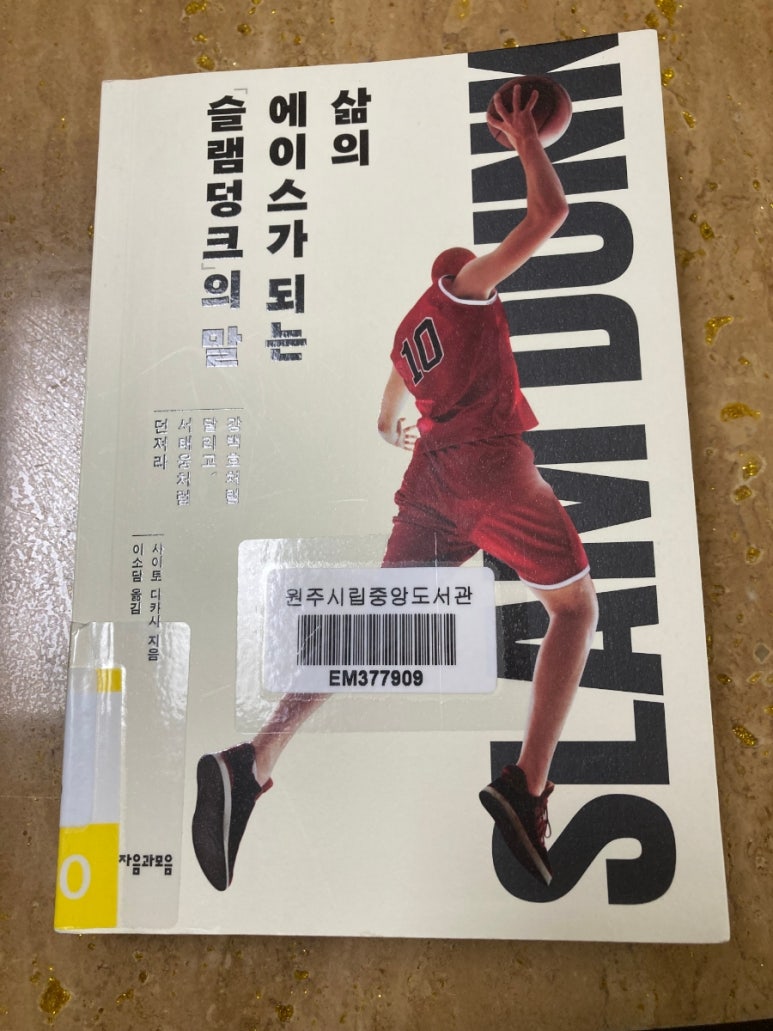 삶의
에이스가 되는
『슬램덩크』의 말
강백호처럼
달리고,
서태웅처럼
던져라
사이토 다카시 지음
이소담 옮김
SLAM DUNK
10
원주시립중앙도서관
EM377909
자음과모음
0